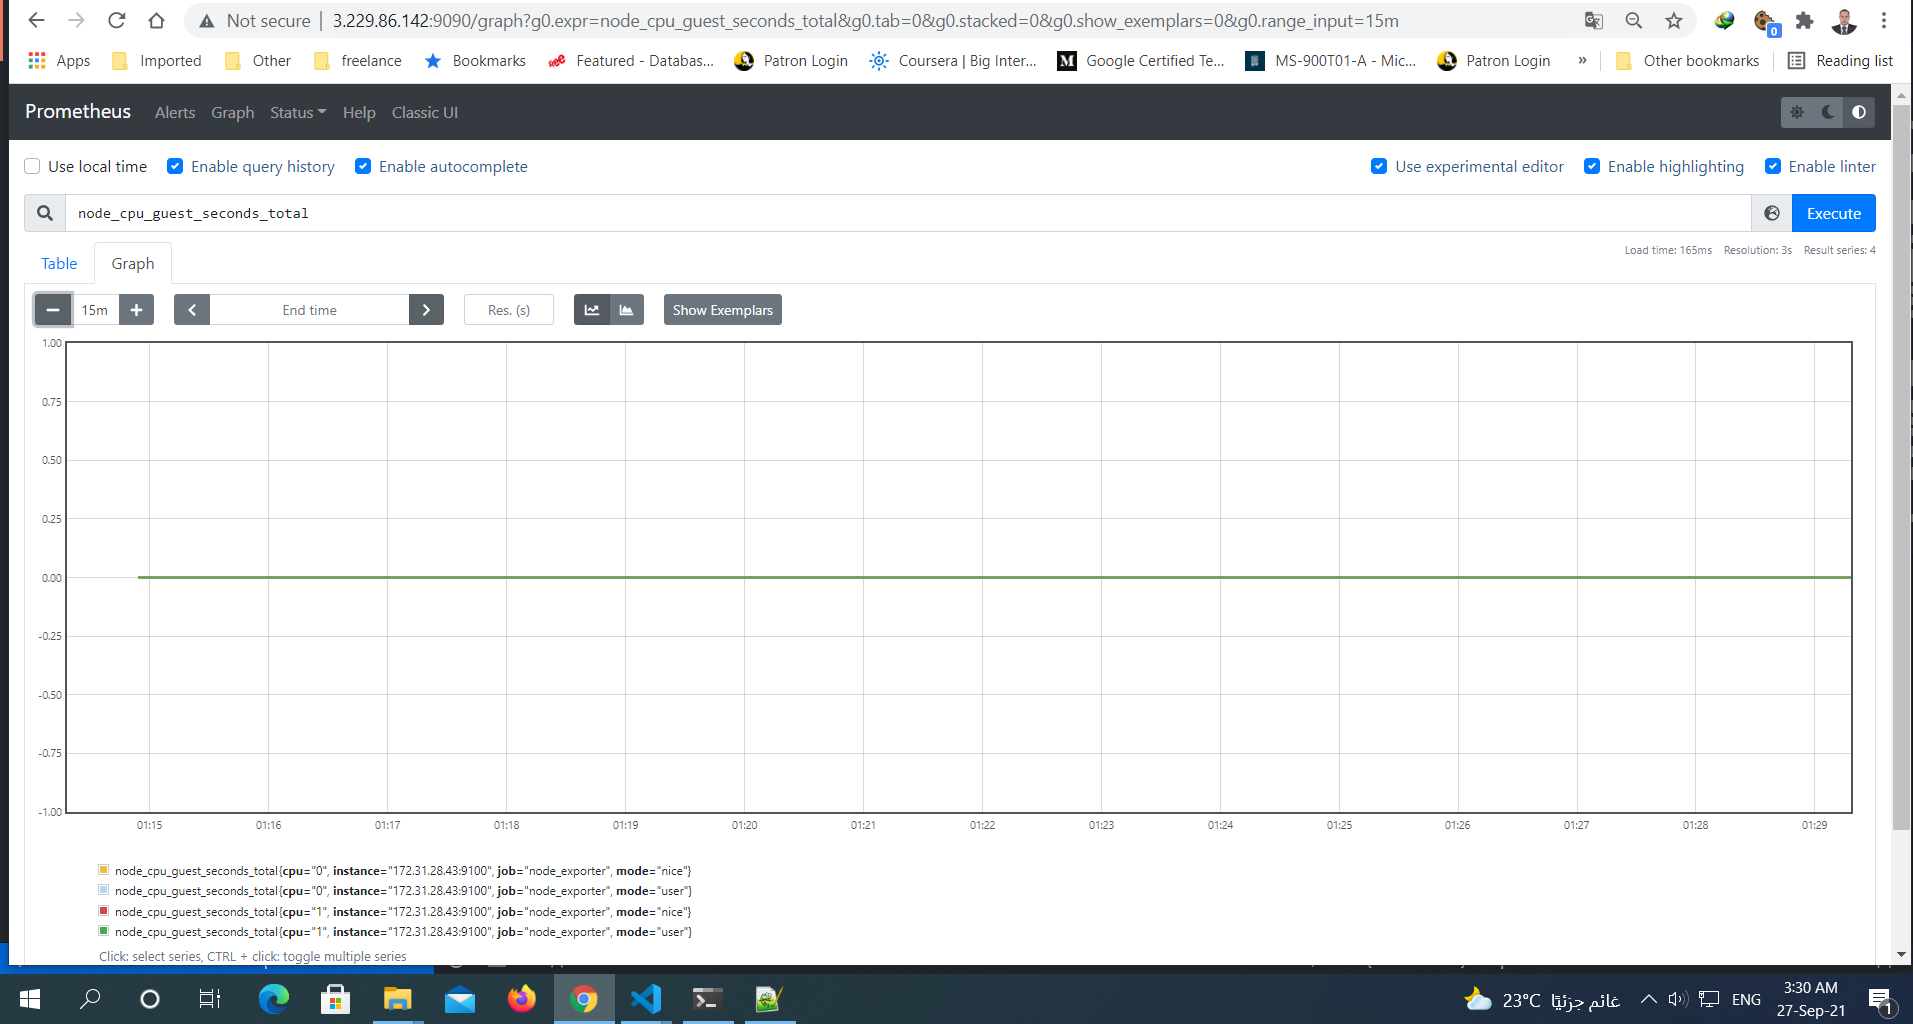 Not secure | 3.229.86.142:9090/graph?g0.expr=node_cpu_guest_seconds_total&g0.tab=0&g0.stacked=0&g0.show_exemplars=0&g0.range_input=15m
0
Apps Imported Other freelance Bookmarks Featured - Databas... Patron Login Coursera | Big Inter... M Google Certified Te... MS-900T01-A - Mic... Patron Login » Other bookmarks Reading list
Prometheus Alerts Graph Status Help Classic UI
Use local time Enable query history Enable autocomplete Use experimental editor Enable highlighting Enable linter
node_cpu_guest_seconds_total Execute
Load time: 165ms Resolution: 3s Result series: 4
Table Graph
15m End time Res. (s) Show Exemplars
1.00
0.75
0.50
0.25
0.00
-0.25
-0.50
-0.75
-1.00
01:15 01:16 01:17 01:18 01:19 01:20 01:21 01:22 01:23 01:24 01:25 01:26 01:27 01:28 01:29
node_cpu_guest_seconds_total{cpu="0", instance="172.31.28.43:9100", job="node_exporter", mode="nice"}
node_cpu_guest_seconds_total{cpu="0", instance="172.31.28.43:9100", job="node_exporter", mode="user"}
node_cpu_guest_seconds_total{cpu="1", instance="172.31.28.43:9100", job="node_exporter", mode="nice"}
node_cpu_guest_seconds_total{cpu="1", instance="172.31.28.43:9100", job="node_exporter", mode="user"}
Click: select series, CTRL + click: toggle multiple series
23°C غائم جزئيًا ENG 3:30 AM
27-Sep-21 1